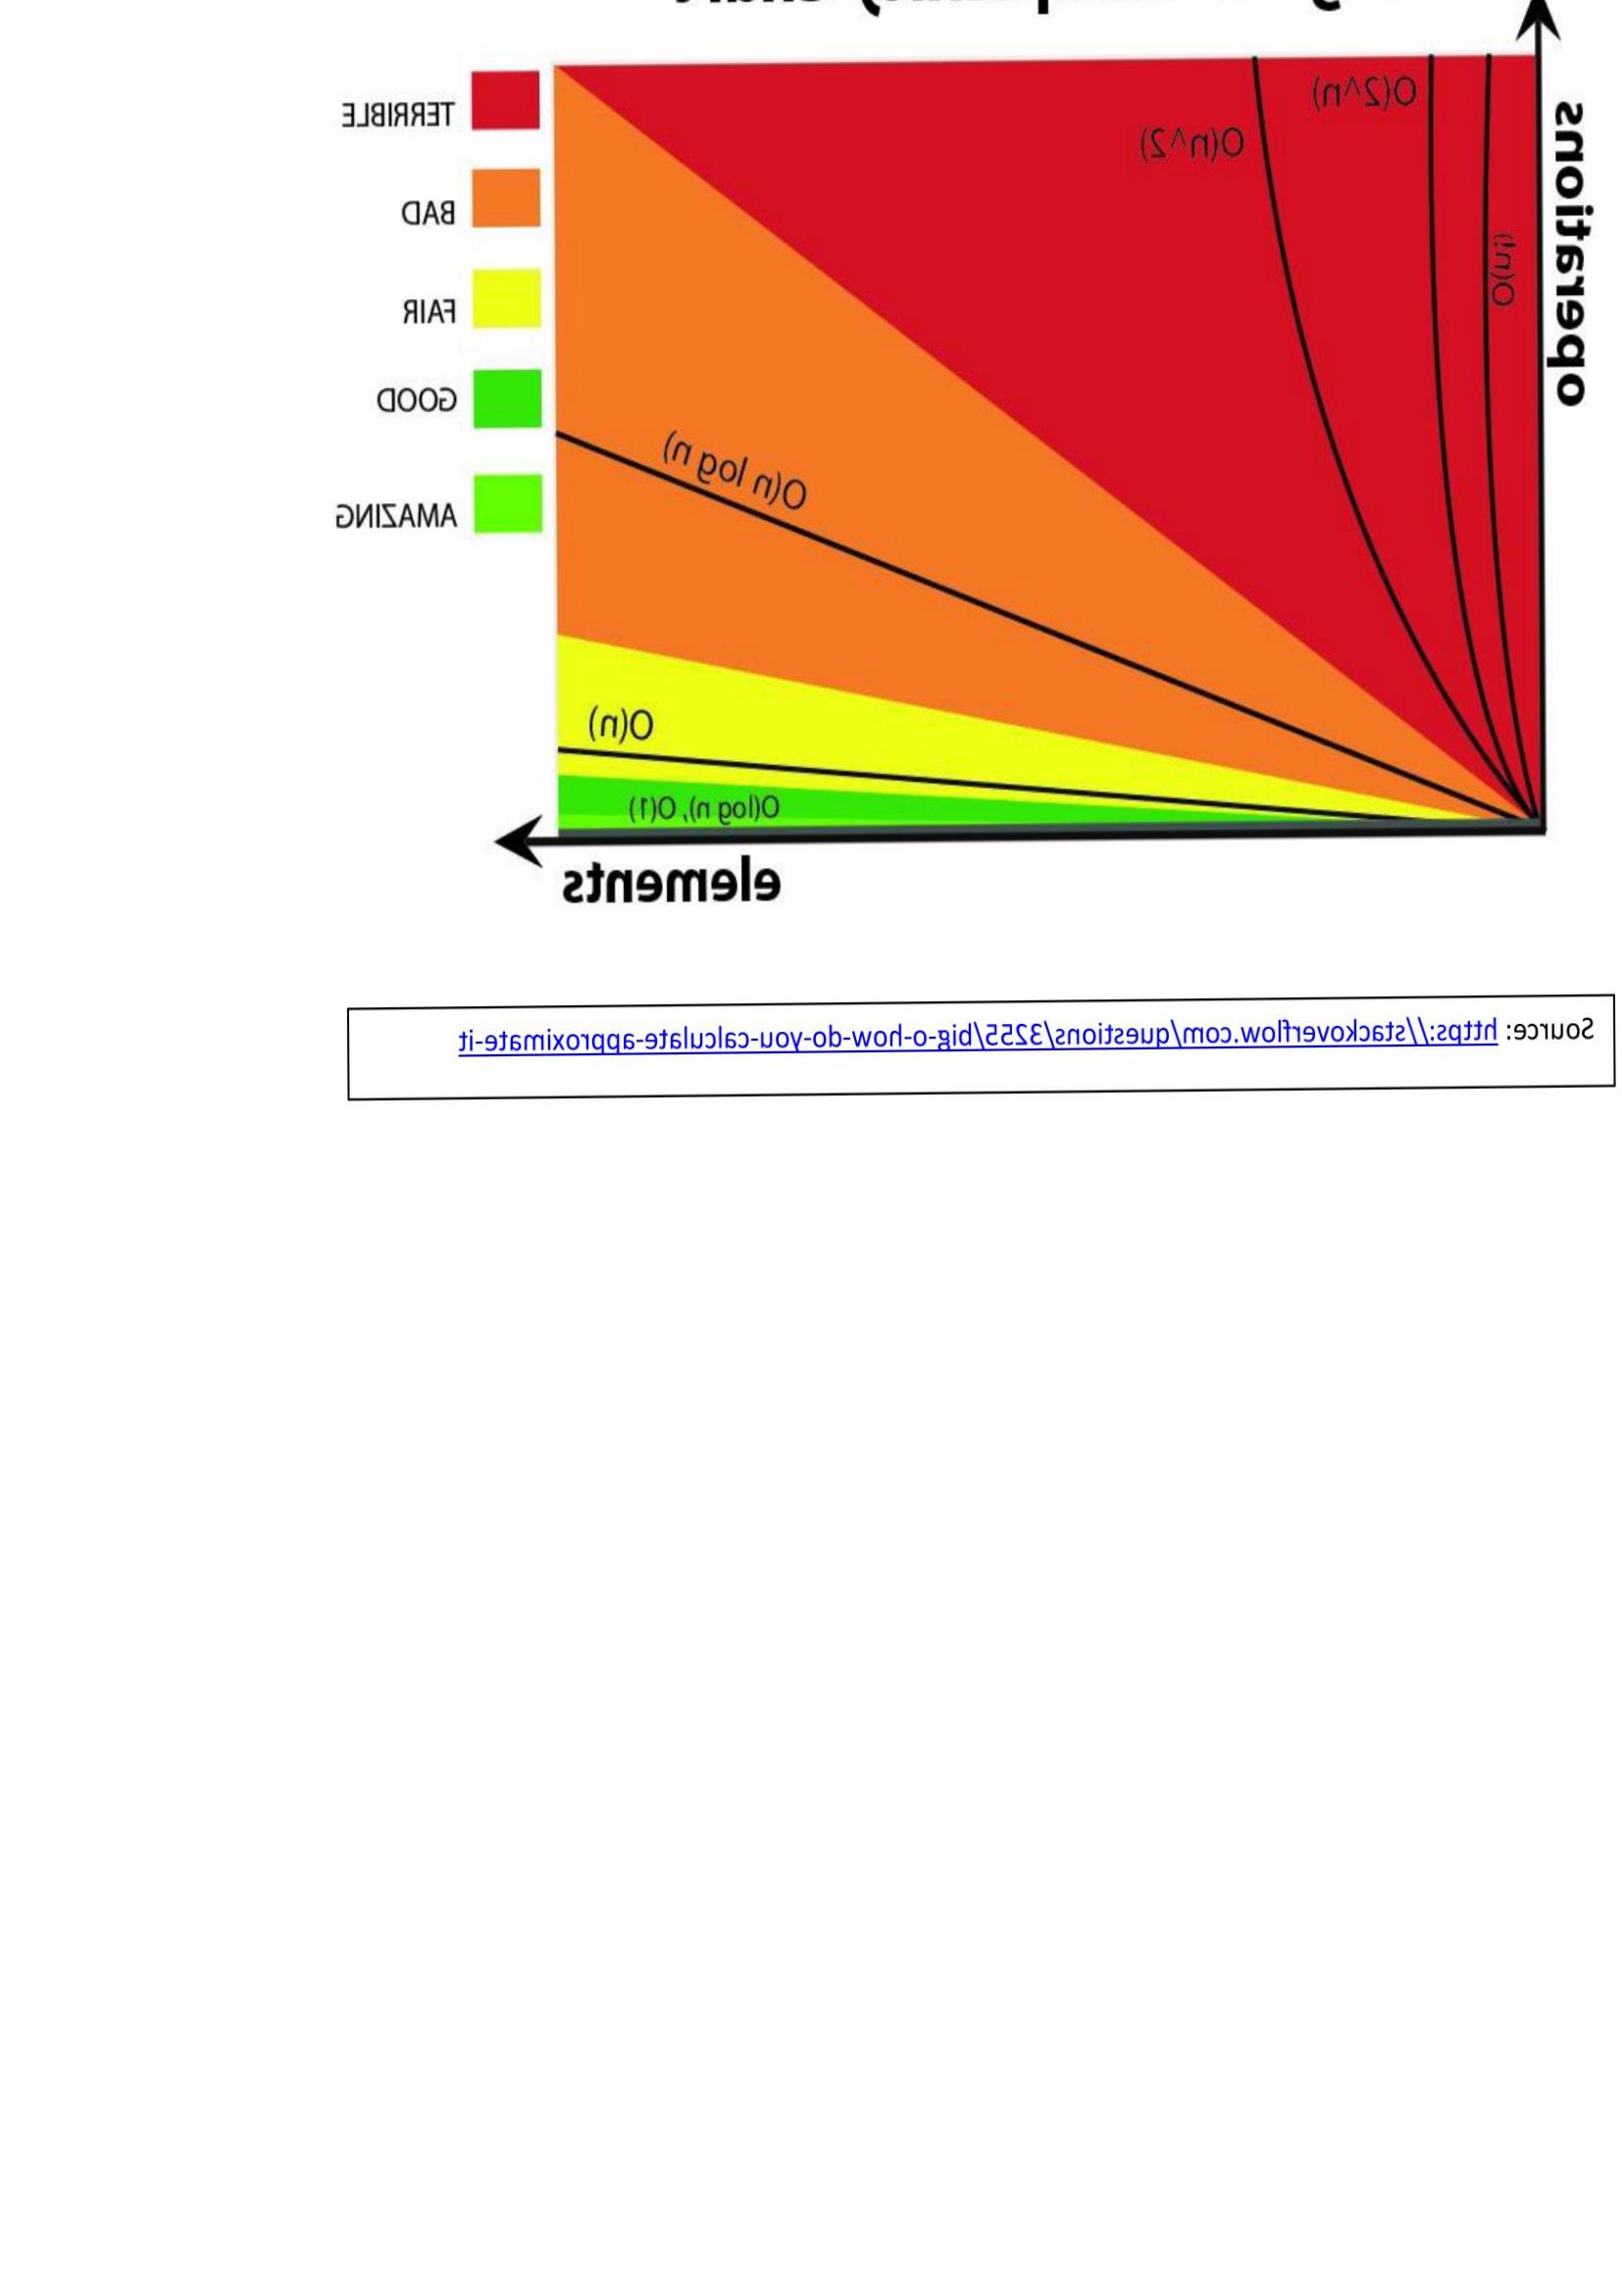 O(n^2)
O(2^n)
O(n!)
operations
O(n log n)
O(n)
O(log n), O(1)
elements
TERRIBLE
BAD
FAIR
GOOD
AMAZING
Source: https://stackoverflow.com/questions/3255/big-o-how-do-you-calculate-approximate-it